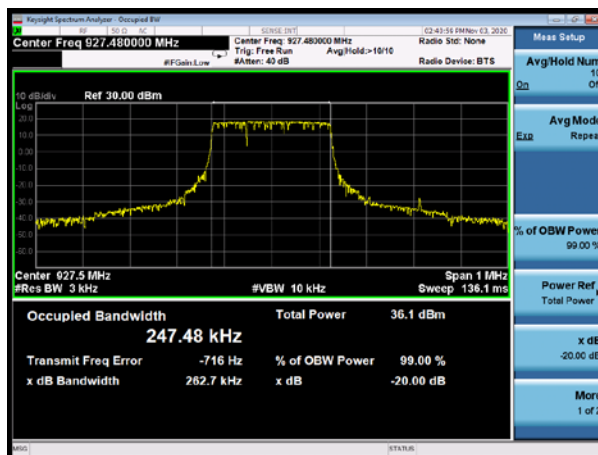 Keysight Spectrum Analyzer - Occupied BW
RF 50 Ω AC SENSE:INT 02:43:56 PM Nov 03, 2020
Center Freq 927.480000 MHz
Center Freq: 927.480000 MHz
Radio Std: None
Trig: Free Run Avg|Hold:>10/10
#IFGain:Low #Atten: 40 dB Radio Device: BTS
10 dB/div Ref 30.00 dBm
Log
20.0
10.0
0.00
-10.0
-20.0
-30.0
-40.0
-50.0
-60.0
Center 927.5 MHz Span 1 MHz
#Res BW 3 kHz #VBW 10 kHz Sweep 136.1 ms
Occupied Bandwidth Total Power 36.1 dBm
247.48 kHz
Transmit Freq Error -716 Hz % of OBW Power 99.00 %
x dB Bandwidth 262.7 kHz x dB -20.00 dB
MSG STATUS
Meas Setup
Avg/Hold Num
10
On Of
Avg Mode
Exp Repea
% of OBW Power
99.00 %
Power Ref
Total Power
x dB
-20.00 dB
More
1 of 2